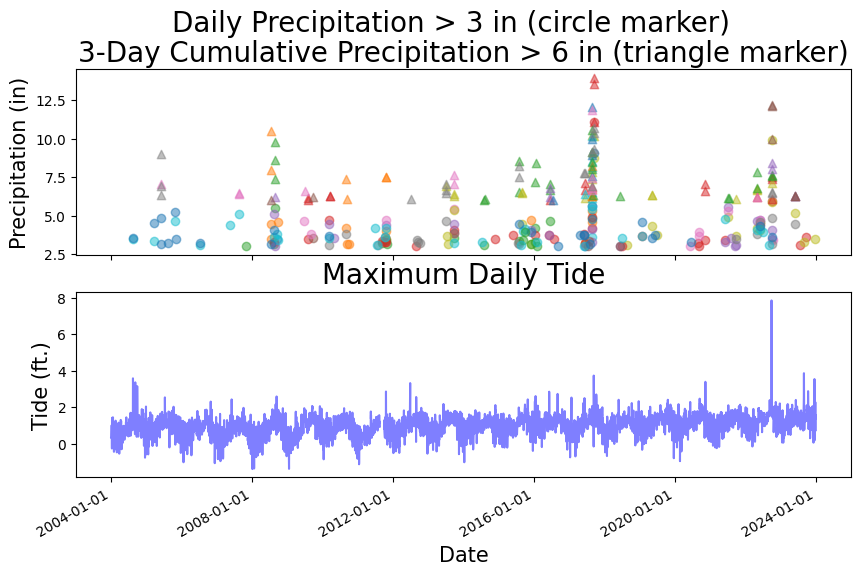 Daily Precipitation > 3 in (circle marker)
3-Day Cumulative Precipitation > 6 in (triangle marker)
Precipitation (in)
12.5
10.0
7.5
5.0
2.5
Maximum Daily Tide
Tide (ft.)
8
6
4
2
0
2004-01-01
2008-01-01
2012-01-01
2016-01-01
2020-01-01
2024-01-01
Date